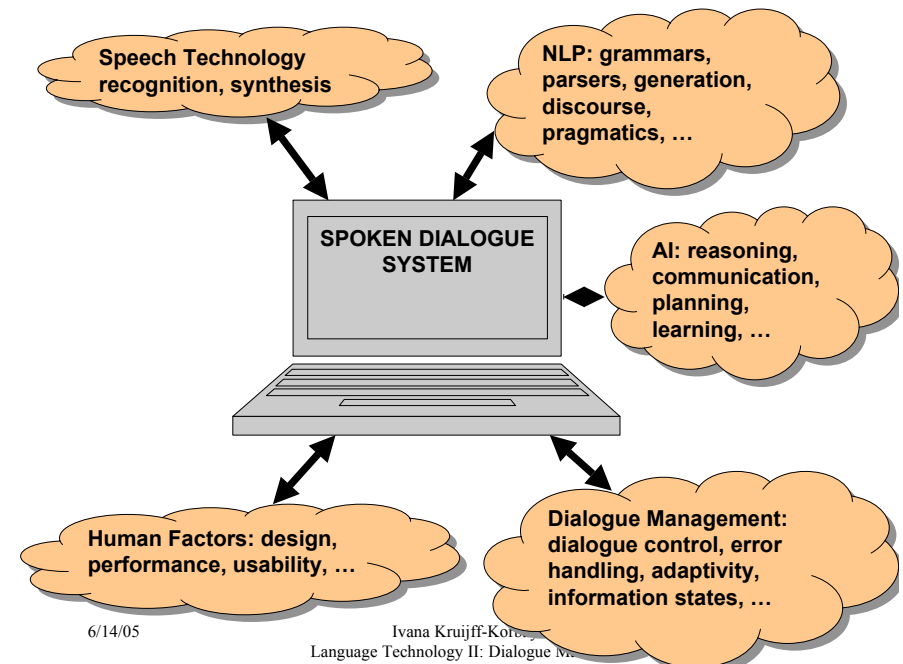 Speech Technology
recognition, synthesis
NLP: grammars,
parsers, generation,
discourse,
pragmatics, …
SPOKEN DIALOGUE
SYSTEM
AI: reasoning,
communication,
planning,
learning, …
Human Factors: design,
performance, usability, …
Dialogue Management:
dialogue control, error
handling, adaptivity,
information states, …
6/14/05
Ivana
Language Technology II: Dialogue